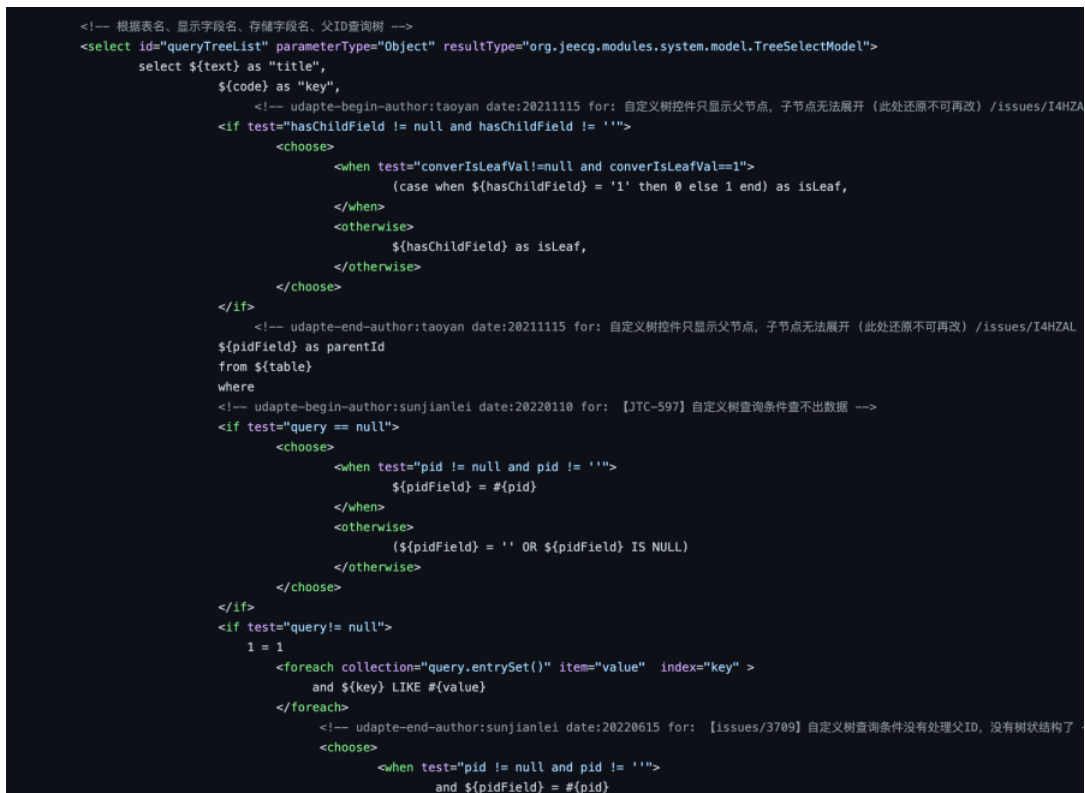 <!-- 根据表名、显示字段名、存储字段名、父ID查询树 -->
<select id="queryTreeList" parameterType="Object" resultType="org.jeecg.modules.system.model.TreeSelectModel">
select ${text} as "title",
${code} as "key",
<!-- udapte-begin-author:taoyan date:20211115 for: 自定义树控件只显示父节点，子节点无法展开 (此处还原不可再改) /issues/I4HZA
<if test="hasChildField != null and hasChildField != ''">
<choose>
<when test="converIsLeafVal!=null and converIsLeafVal==1">
(case when ${hasChildField} = '1' then 0 else 1 end) as isLeaf,
</when>
<otherwise>
${hasChildField} as isLeaf,
</otherwise>
</choose>
</if>
<!-- udapte-end-author:taoyan date:20211115 for: 自定义树控件只显示父节点，子节点无法展开 (此处还原不可再改) /issues/I4HZAL
${pidField} as parentId
from ${table}
where
<!-- udapte-begin-author:sunjianlei date:20220110 for: 【JTC-597】自定义树查询条件查不出数据 -->
<if test="query == null">
<choose>
<when test="pid != null and pid != ''">
${pidField} = #{pid}
</when>
<otherwise>
(${pidField} = '' OR ${pidField} IS NULL)
</otherwise>
</choose>
</if>
<if test="query!= null">
1 = 1
<foreach collection="query.entrySet()" item="value"  index="key" >
and ${key} LIKE #{value}
</foreach>
<!-- udapte-end-author:sunjianlei date:20220615 for: 【issues/3709】自定义树查询条件没有处理父ID，没有树状结构了
<choose>
<when test="pid != null and pid != ''">
and ${pidField} = #{pid}